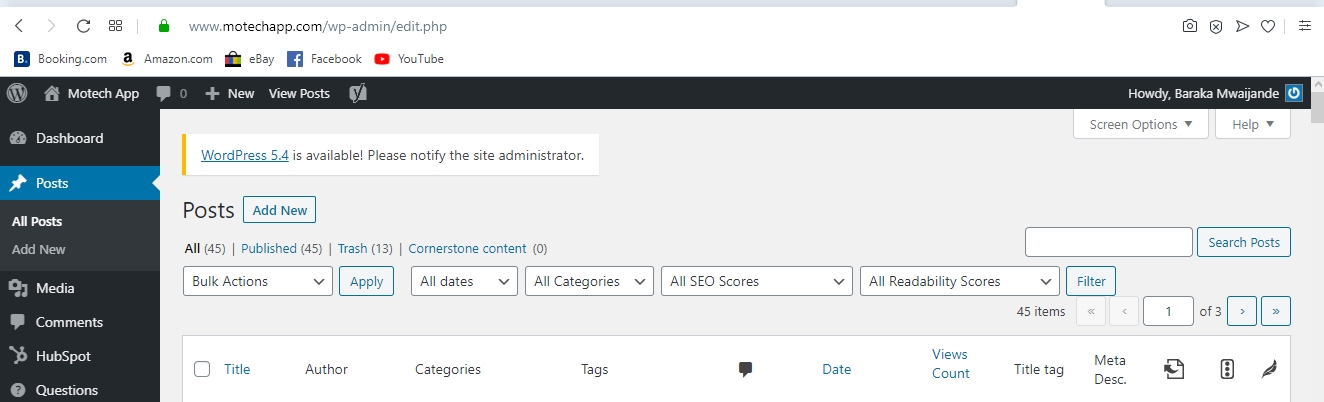 www.motechapp.com/wp-admin/edit.php
B. Booking.com a Amazon.com eBay Facebook YouTube
Motech App 0 New View Posts Howdy, Baraka Mwaijande
Screen Options Help
Dashboard
WordPress 5.4 is available! Please notify the site administrator.
Posts
Posts Add New
All Posts
Add New
All (45) | Published (45) | Trash (13) | Cornerstone content (0)
Search Posts
Bulk Actions Apply All dates All Categories All SEO Scores All Readability Scores Filter
Media
45 items « ‹ 1 of 3 › »
Comments
HubSpot
Title Author Categories Tags Date Views Count Title tag Meta Desc.
Questions